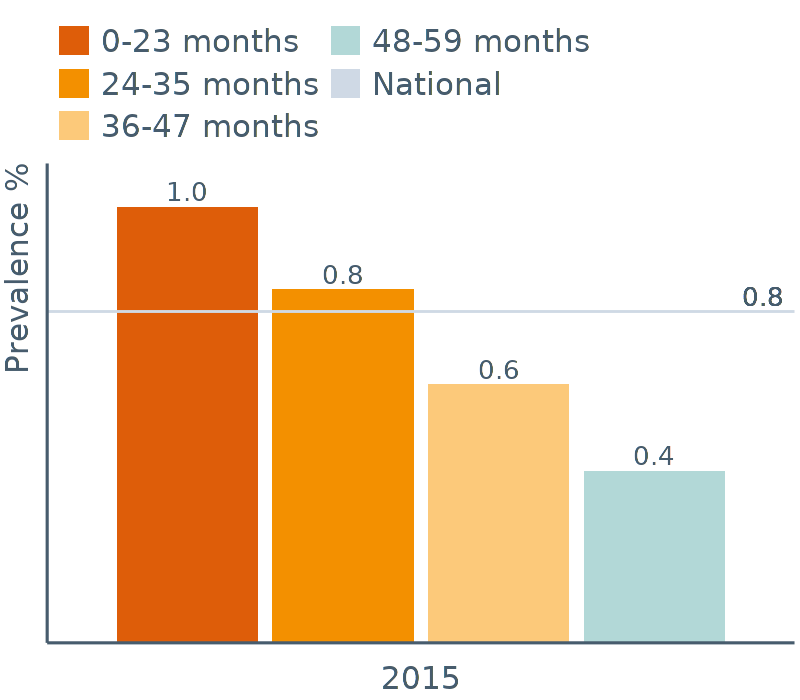 0-23 months
24-35 months
36-47 months
48-59 months
National
Prevalence %
1.0
0.8
0.6
0.4
0.8
2015